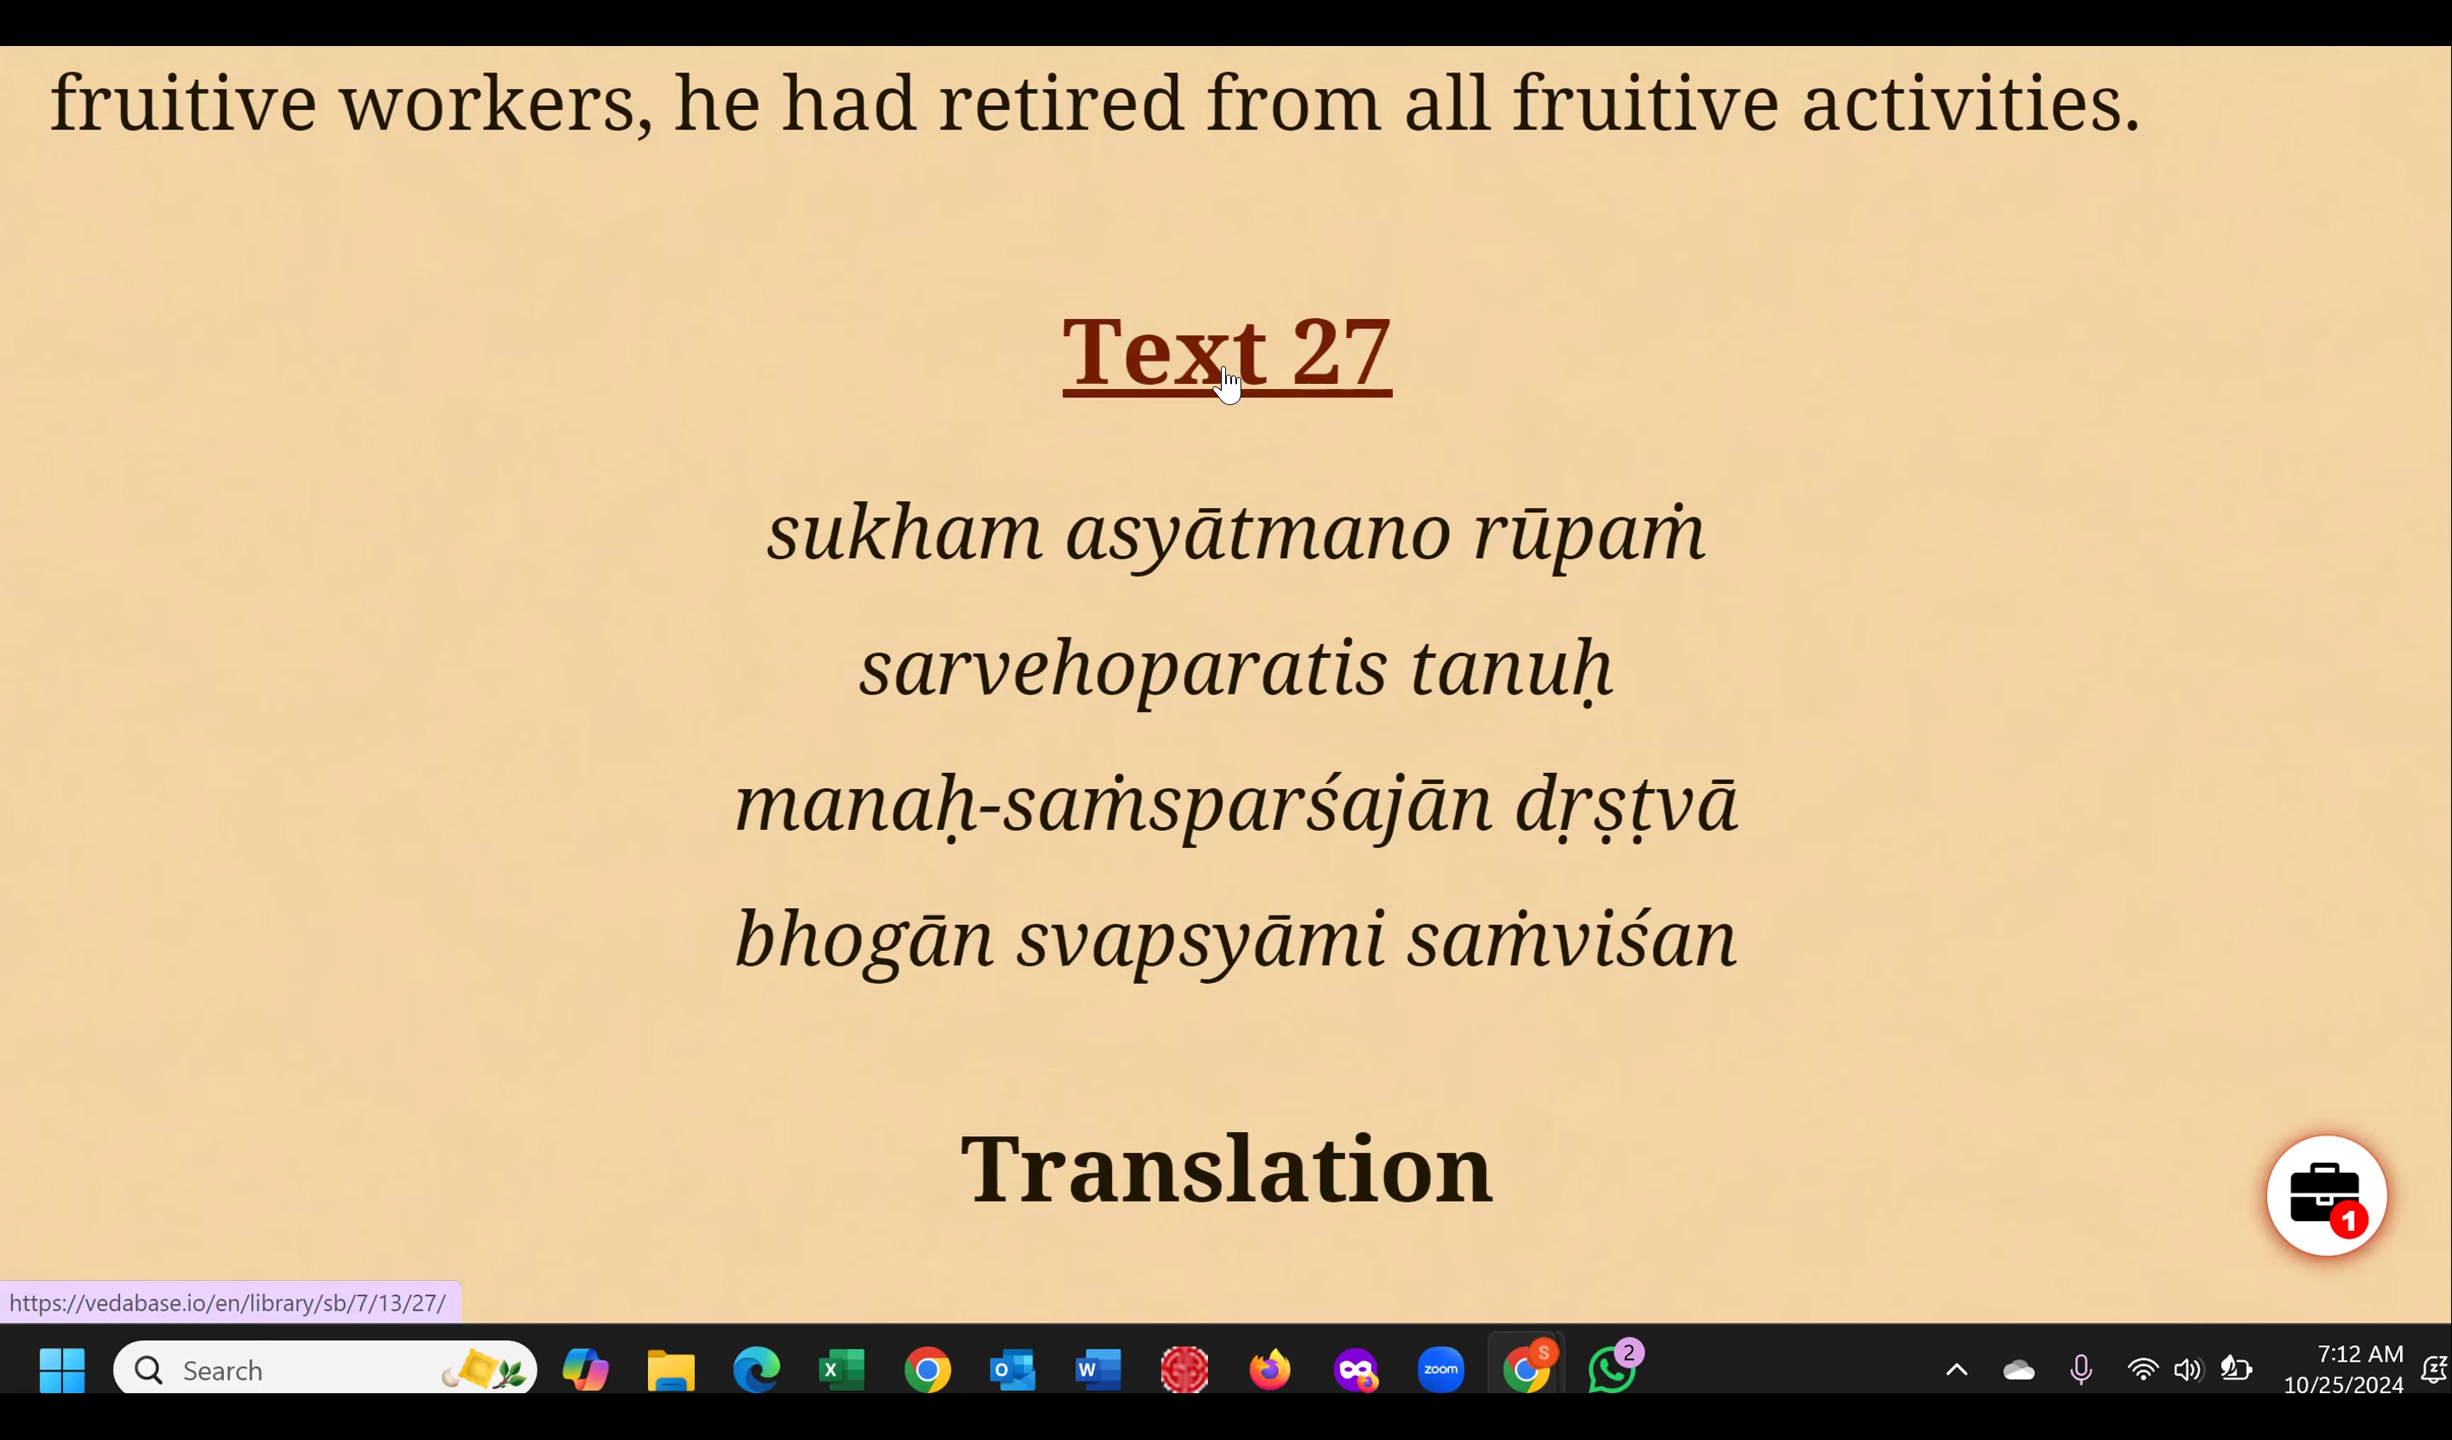 fruitive workers, he had retired from all fruitive activities.
Text 27
sukham asyātmano rūpaṁ
sarvehoparatis tanuḥ
manaḥ-saṁsparśajān dṛṣṭvā
bhogān svapsyāmi saṁviśan
Translation
1
https://vedabase.io/en/library/sb/7/13/27/
Search
X
O
W
zoom
S
2
7:12 AM
10/25/2024